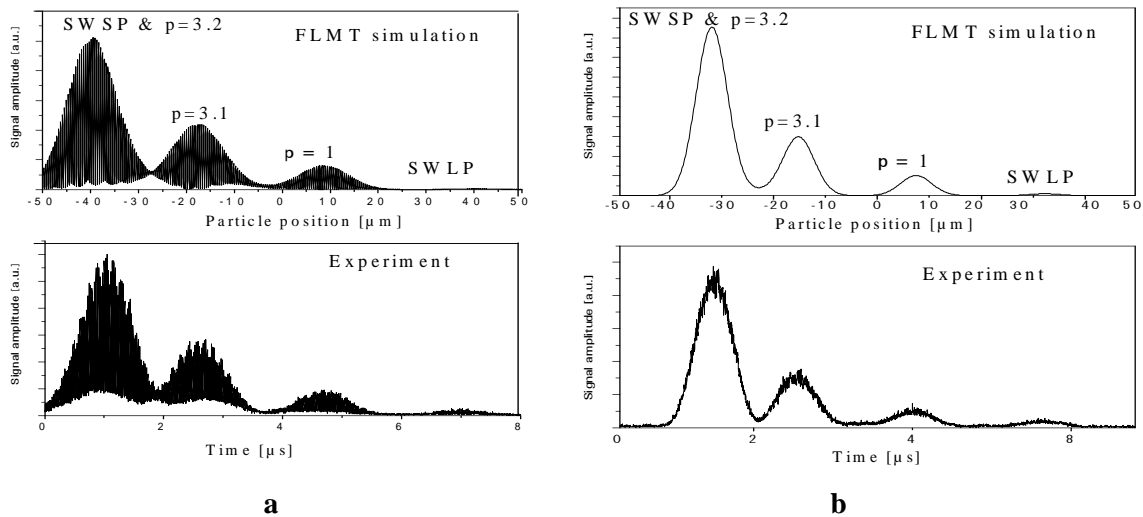 SWSP & p=3.2
FLMT simulation
p=3.1
p = 1
SWLP
Signal amplitude [a.u.]
-50 -40 -30 -20 -10 0 10 20 30 40 50
Particle position [µm]
Experiment
Signal amplitude [a.u.]
0 2 4 6 8
Time [µs]
a
SWSP & p=3.2
FLMT simulation
p=3.1
p = 1
SWLP
Signal amplitude [a.u.]
-50 -40 -30 -20 -10 0 10 20 30 40 50
Particle position [µm]
Experiment
Signal amplitude [a.u.]
0 2 4 8
Time [µs]
b